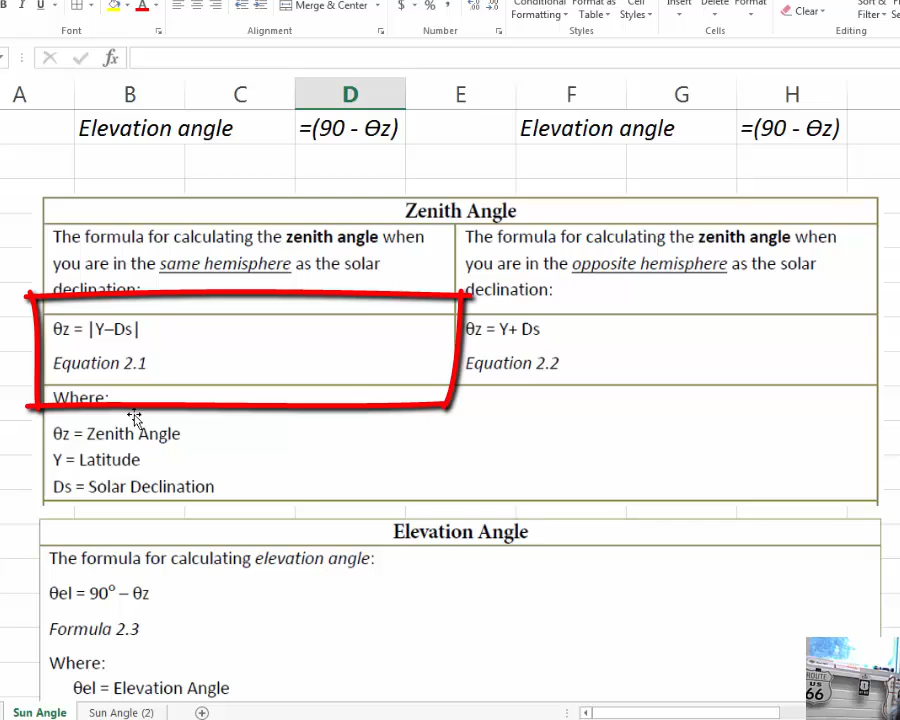 B I U A Merge & Center $ % ,
Conditional Format as Cell Insert Delete Format Sort &
Formatting Table Styles Clear Filter
Font Alignment Number Styles Cells Editing
fx
A B C D E F G H
Elevation angle =(90 - Θz) Elevation angle =(90 - Θz)
Zenith Angle
The formula for calculating the zenith angle when
you are in the same hemisphere as the solar
declination:
The formula for calculating the zenith angle when
you are in the opposite hemisphere as the solar
declination:
θz = |Y–Ds|
Equation 2.1
θz = Y+ Ds
Equation 2.2
Where:
θz = Zenith Angle
Y = Latitude
Ds = Solar Declination
Elevation Angle
The formula for calculating elevation angle:
θel = 90° – θz
Formula 2.3
Where:
θel = Elevation Angle
Sun Angle Sun Angle (2)
ROUTE
US
66